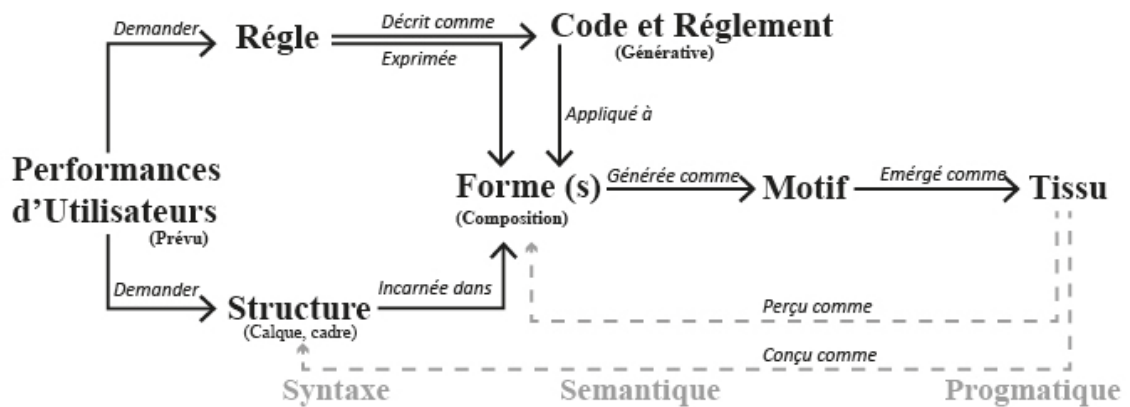 Demander
Régle
Décrit comme
Exprimée
Code et Réglement
(Générative)
Appliqué à
Performances
d'Utilisateurs
(Prévu)
Forme (s)
(Composition)
Générée comme
Motif
Emérgé comme
Tissu
Demander
Structure
(Calque, cadre)
Incarnée dans
Perçu comme
Conçu comme
Syntaxe
Semantique
Progmatique